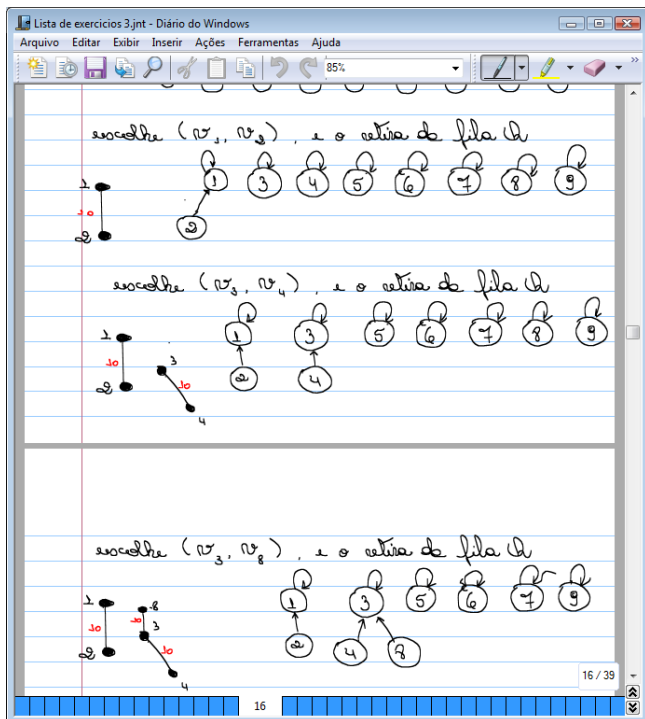 Lista de exercicios 3.jnt - Diário do Windows
Arquivo Editar Exibir Inserir Ações Ferramentas Ajuda
85%
escolhe (v₁, v₂), e o retira da fila h
1 3 4 5 6 7 8 9
2
1
10
2
escolhe (v₃, v₄), e o retira da fila h
1 3 5 6 7 8 9
2 4
1
10
2
3
10
4
escolhe (v₃, v₈), e o retira da fila h
1 3 5 6 7 9
2 4 8
1
10
2
8
10
3
10
4
16 / 39
16